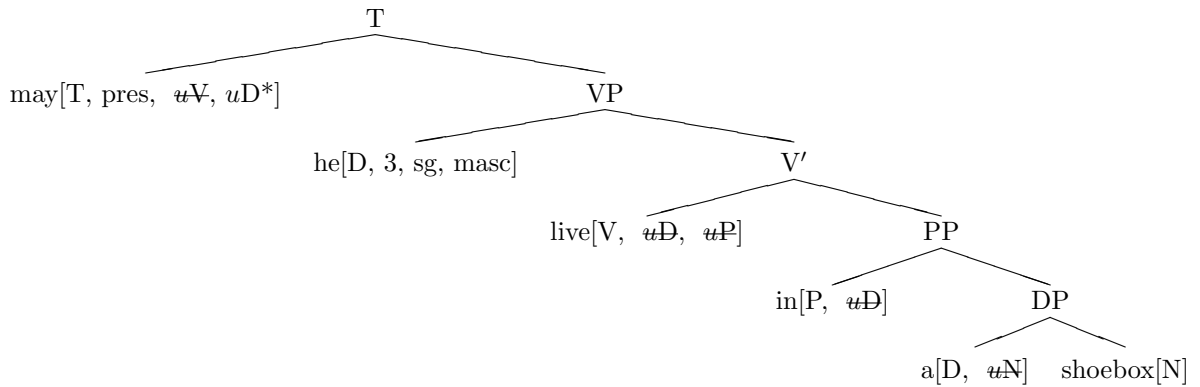 T
may[T, pres, uV, uD*]
VP
he[D, 3, sg, masc]
V′
live[V, uD, uP]
PP
in[P, uD]
DP
a[D, uN] shoebox[N]